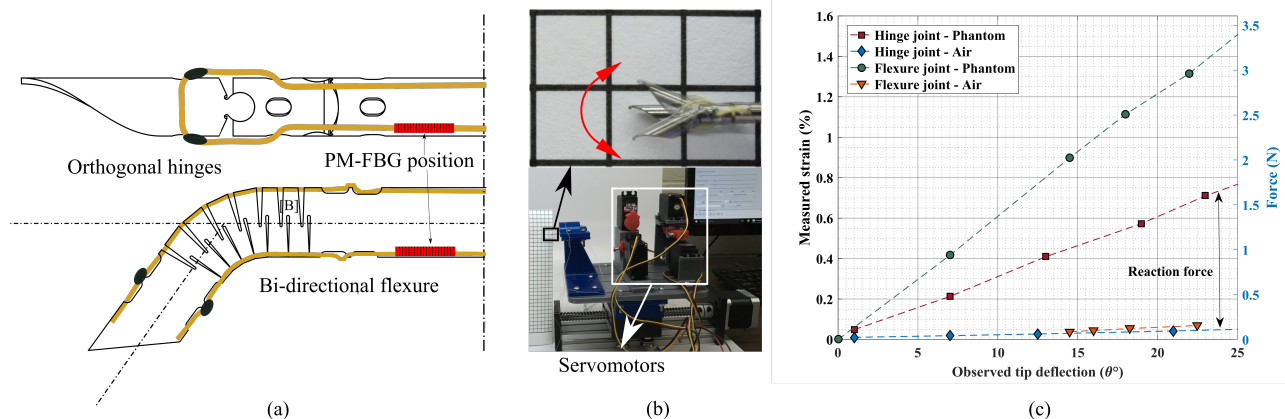 (a)
Orthogonal hinges
PM-FBG position
[B]
Bi-directional flexure
(b)
Servomotors
(c)
Measured strain (%)
1.6
1.4
1.2
1
0.8
0.6
0.4
0.2
0
Hinge joint - Phantom
Hinge joint - Air
Flexure joint - Phantom
Flexure joint - Air
Reaction force
0 5 10 15 20 25
Observed tip deflection (θ°)
3.5
3
2.5
2
1.5
1
0.5
0
Force (N)